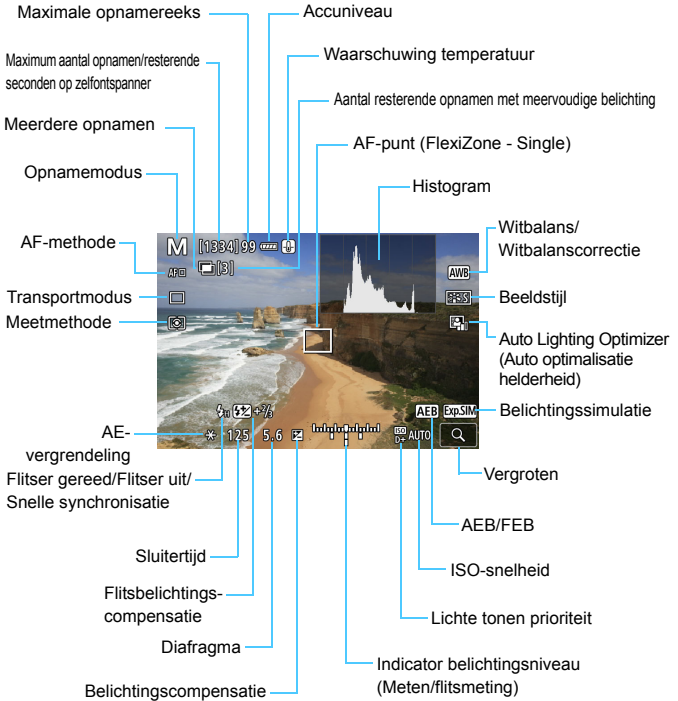 Maximale opnamereeks
Accuniveau
Maximum aantal opnamen/resterende
seconden op zelfontspanner
Waarschuwing temperatuur
Aantal resterende opnamen met meervoudige belichting
Meerdere opnamen
AF-punt (FlexiZone - Single)
Opnamemodus
Histogram
AF-methode
Transportmodus
Meetmethode
M [1334] 99
AF
[3]
AWB
Witbalans/
Witbalanscorrectie
Beeldstijl
Auto Lighting Optimizer
(Auto optimalisatie
helderheid)
H +2/3
AEB Exp.SIM
Belichtingssimulatie
125 5.6 ISO D+ AUTO
AE-
vergrendeling
Flitser gereed/Flitser uit/
Snelle synchronisatie
Vergroten
AEB/FEB
Sluitertijd
ISO-snelheid
Flitsbelichtings-
compensatie
Lichte tonen prioriteit
Diafragma
Indicator belichtingsniveau
(Meten/flitsmeting)
Belichtingscompensatie